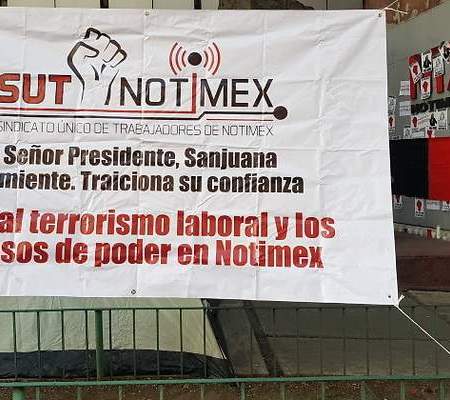 SUT NOTIMEX
SINDICATO ÚNICO DE TRABAJADORES DE NOTIMEX
Señor Presidente, Sanjuana
miente. Traiciona su confianza
al terrorismo laboral y los
sos de poder en Notimex